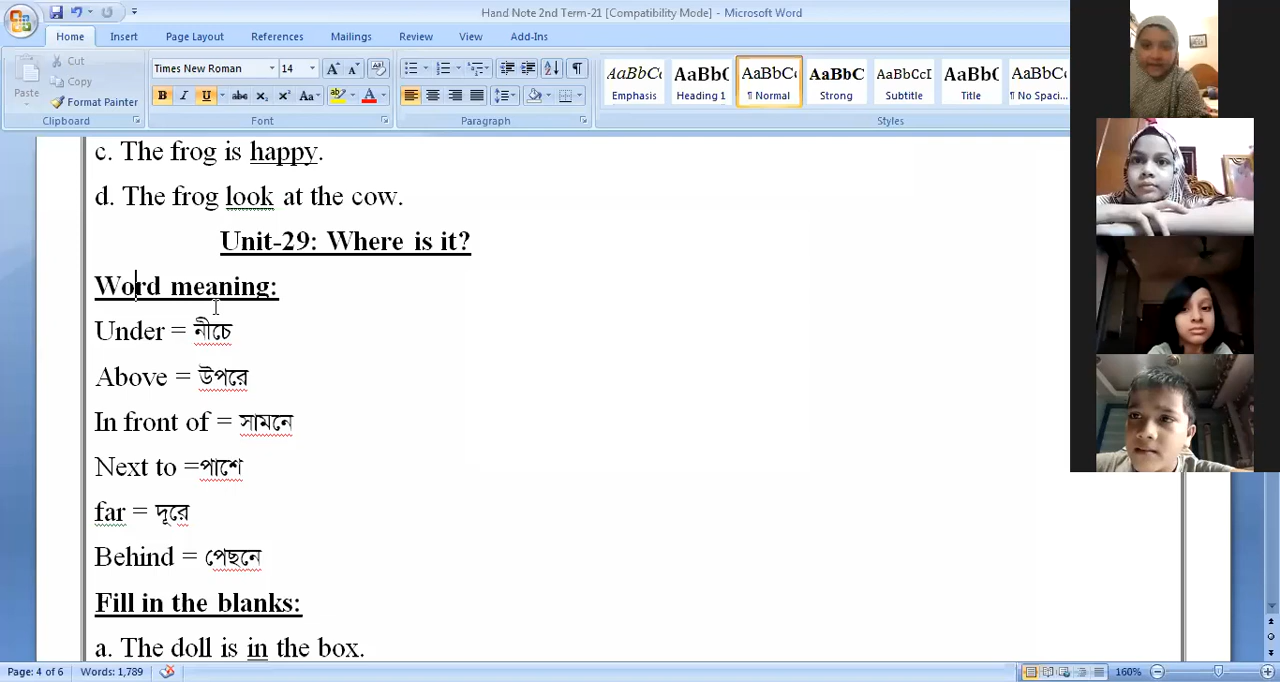 Hand Note 2nd Term-21 [Compatibility Mode] - Microsoft Word
Home Insert Page Layout References Mailings Review View Add-Ins
Paste
Cut
Copy
Format Painter
Clipboard
Times New Roman 14
Font
Paragraph
AaBbC AaBbC AaBbC AaBbC AaBbCcI AaBbC AaBbC
Emphasis Heading 1 ¶ Normal Strong Subtitle Title ¶ No Spaci...
Styles
c. The frog is happy.
d. The frog look at the cow.
Unit-29: Where is it?
Word meaning:
Under = নীচে
Above = উপরে
In front of = সামনে
Next to =পাশে
far = দূরে
Behind = পেছনে
Fill in the blanks:
a. The doll is in the box.
Page: 4 of 6 Words: 1,789 160%